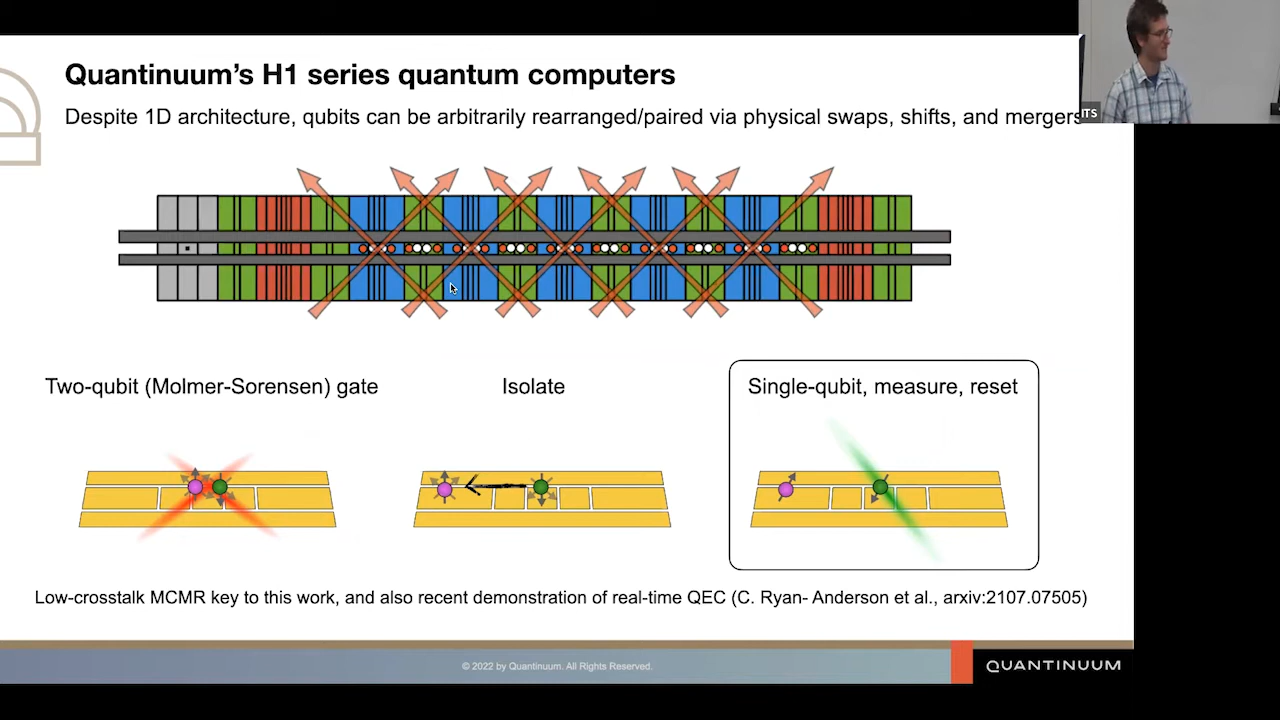 Quantinuum's H1 series quantum computers
Despite 1D architecture, qubits can be arbitrarily rearranged/paired via physical swaps, shifts, and mergers
ITS
Two-qubit (Molmer-Sorensen) gate
Isolate
Single-qubit, measure, reset
Low-crosstalk MCMR key to this work, and also recent demonstration of real-time QEC (C. Ryan- Anderson et al., arxiv:2107.07505)
© 2022 by Quantinuum. All Rights Reserved.
QUANTINUUM